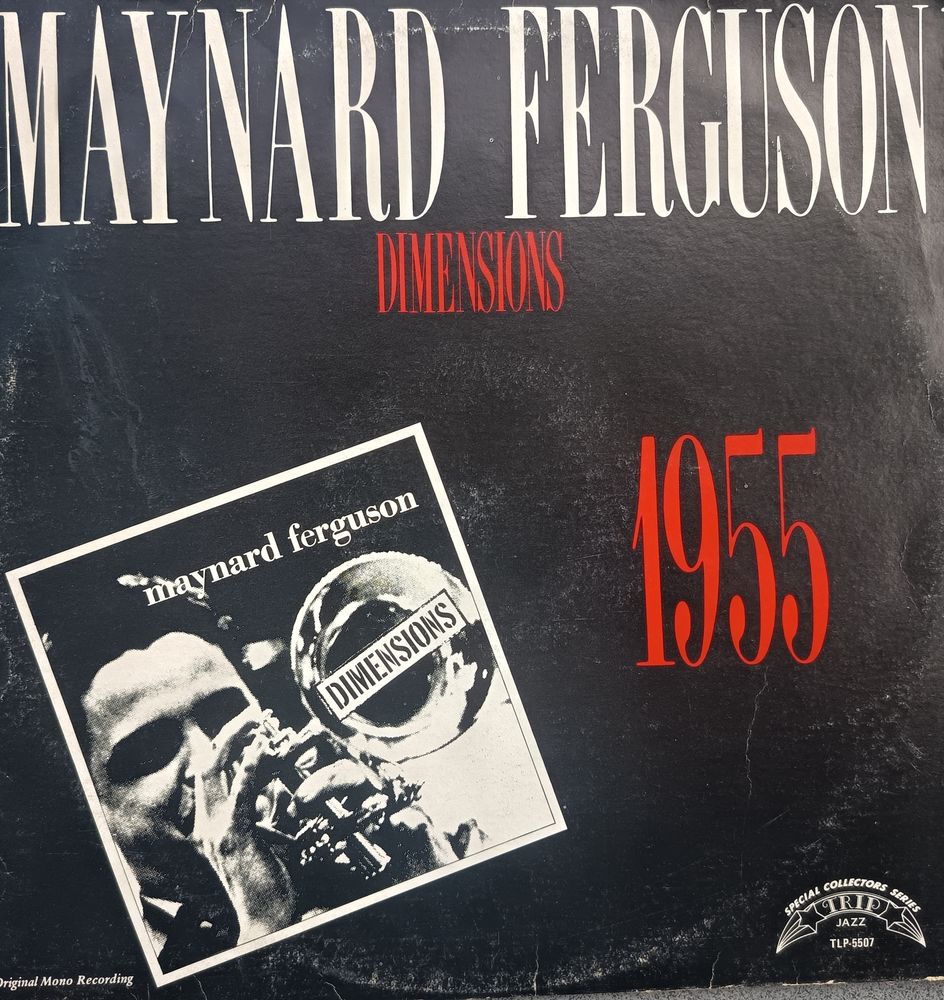 MAYNARD FERGUSON
DIMENSIONS
1955
maynard ferguson
DIMENSIONS
SPECIAL COLLECTORS SERIES
TRIP
JAZZ
TLP-5507
Original Mono Recording